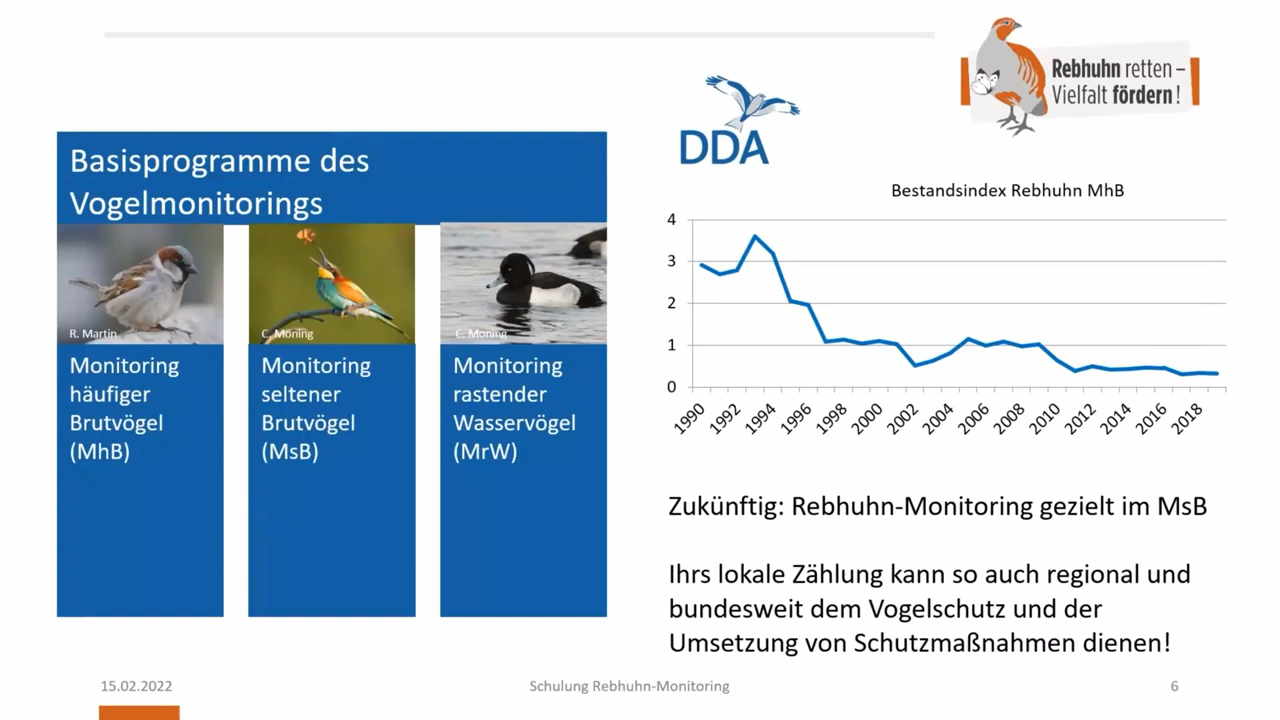 Rebhuhn retten –
Vielfalt fördern!
DDA
Basisprogramme des
Vogelmonitorings
R. Martin
C. Moning
C. Moning
Monitoring
häufiger
Brutvögel
(MhB)
Monitoring
seltener
Brutvögel
(MsB)
Monitoring
rastender
Wasservögel
(MrW)
Bestandsindex Rebhuhn MhB
4
3
2
1
0
1990
1992
1994
1996
1998
2000
2002
2004
2006
2008
2010
2012
2014
2016
2018
Zukünftig: Rebhuhn-Monitoring gezielt im MsB
Ihrs lokale Zählung kann so auch regional und
bundesweit dem Vogelschutz und der
Umsetzung von Schutzmaßnahmen dienen!
15.02.2022
Schulung Rebhuhn-Monitoring
6